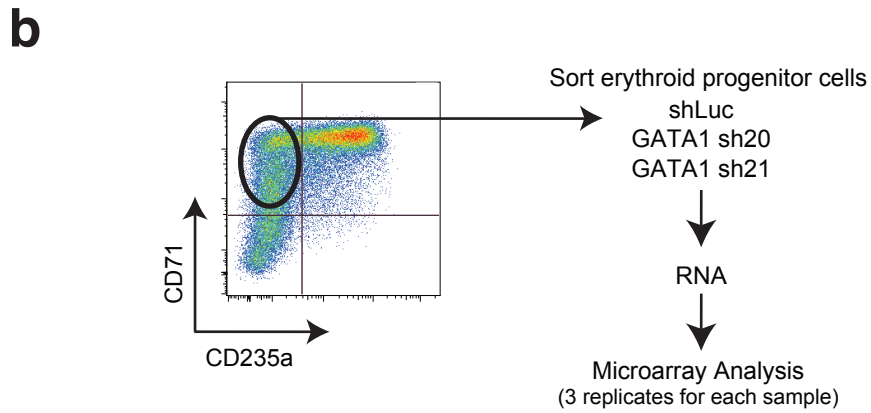 b
Sort erythroid progenitor cells
shLuc
GATA1 sh20
GATA1 sh21
CD71
RNA
CD235a
Microarray Analysis
(3 replicates for each sample)